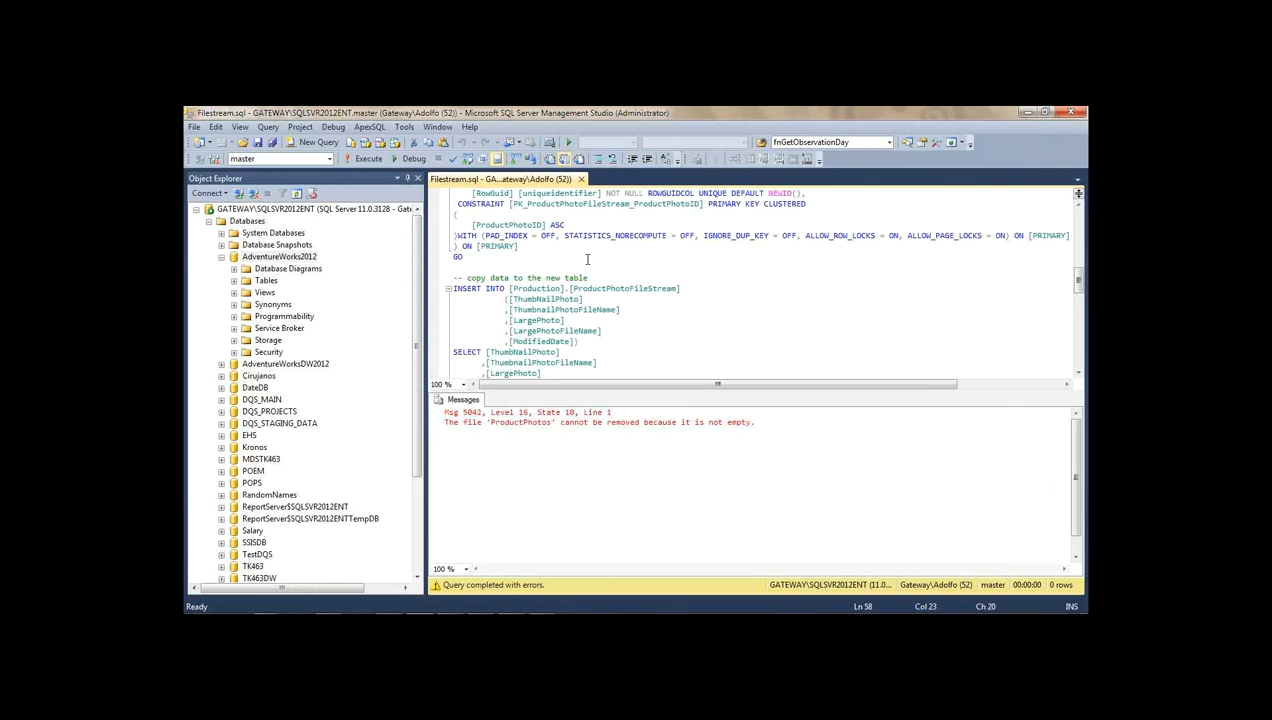 Filestream.sql - GATEWAY\SQLSVR2012ENT.master (Gateway\Adolfo (52)) - Microsoft SQL Server Management Studio (Administrator)
File Edit View Query Project Debug ApexSQL Tools Window Help
New Query fnGetObservationDay
master Execute Debug
Object Explorer
Connect
GATEWAY\SQLSVR2012ENT (SQL Server 11.0.3128 - Gate
Databases
System Databases
Database Snapshots
AdventureWorks2012
Database Diagrams
Tables
Views
Synonyms
Programmability
Service Broker
Storage
Security
AdventureWorksDW2012
Cirujanos
DateDB
DQS_MAIN
DQS_PROJECTS
DQS_STAGING_DATA
EHS
Kronos
MDSTK463
POEM
POPS
RandomNames
ReportServer$SQLSVR2012ENT
ReportServer$SQLSVR2012ENTTempDB
Salary
SSISDB
TestDQS
TK463
TK463DW
Filestream.sql - GA...ateway\Adolfo (52))
[RowGuid] [uniqueidentifier] NOT NULL ROWGUIDCOL UNIQUE DEFAULT NEWID(),
CONSTRAINT [PK_ProductPhotoFileStream_ProductPhotoID] PRIMARY KEY CLUSTERED
(
[ProductPhotoID] ASC
)WITH (PAD_INDEX = OFF, STATISTICS_NORECOMPUTE = OFF, IGNORE_DUP_KEY = OFF, ALLOW_ROW_LOCKS = ON, ALLOW_PAGE_LOCKS = ON) ON [PRIMARY]
) ON [PRIMARY]
GO
-- copy data to the new table
INSERT INTO [Production].[ProductPhotoFileStream]
([ThumbNailPhoto]
,[ThumbnailPhotoFileName]
,[LargePhoto]
,[LargePhotoFileName]
,[ModifiedDate])
SELECT [ThumbNailPhoto]
,[ThumbnailPhotoFileName]
,[LargePhoto]
100 %
Messages
Msg 5042, Level 16, State 10, Line 1
The file 'ProductPhotos' cannot be removed because it is not empty.
100 %
Query completed with errors. GATEWAY\SQLSVR2012ENT (11.0... Gateway\Adolfo (52) master 00:00:00 0 rows
Ready Ln 58 Col 23 Ch 20 INS